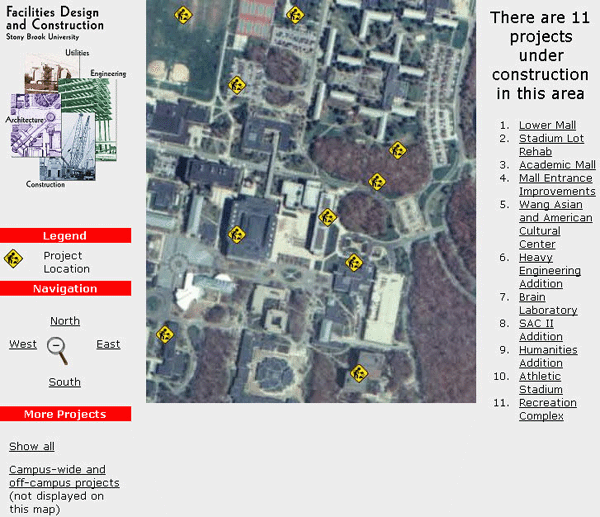 Facilities Design
and Construction
Stony Brook University
Utilities
Engineering
Architecture
Construction
Legend
Project
Location
Navigation
North
West
East
South
More Projects
Show all
Campus-wide and
off-campus projects
(not displayed on
this map)
There are 11
projects
under
construction
in this area
1. Lower Mall
2. Stadium Lot
Rehab
3. Academic Mall
4. Mall Entrance
Improvements
5. Wang Asian
and American
Cultural
Center
6. Heavy
Engineering
Addition
7. Brain
Laboratory
8. SAC II
Addition
9. Humanities
Addition
10. Athletic
Stadium
11. Recreation
Complex